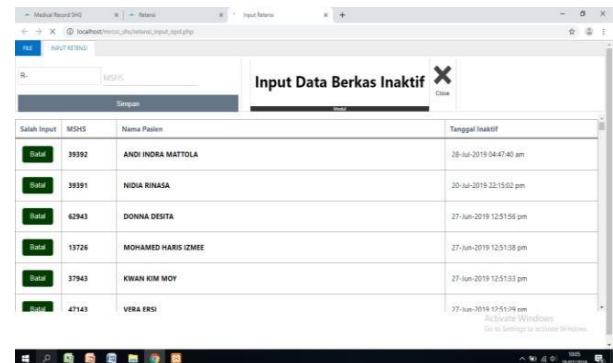 Medical Record SHG
Retensi
Input Retensi
localhost/mrcsi_shs/retensi_input_opd.php
FILE
INPUT RETENSI
R-
MSHS
Simpan
Input Data Berkas Inaktif
Close
Modul
Salah Input MSHS Nama Pasien Tanggal Inaktif
Batal 39392 ANDI INDRA MATTOLA 28-Jul-2019 04:47:40 am
Batal 39391 NIDIA RINASA 20-Jul-2019 22:15:02 pm
Batal 62943 DONNA DESITA 27-Jun-2019 12:51:56 pm
Batal 13726 MOHAMED HARIS IZMEE 27-Jun-2019 12:51:38 pm
Batal 37943 KWAN KIM MOY 27-Jun-2019 12:51:33 pm
Batal 47143 VERA ERSI 27-Jun-2019 12:51:29 pm
Activate Windows
Go to Settings to activate Windows.